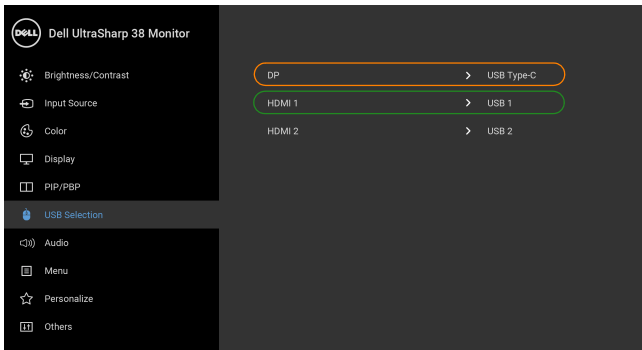 DELL Dell UltraSharp 38 Monitor
Brightness/Contrast
Input Source
Color
Display
PIP/PBP
USB Selection
Audio
Menu
Personalize
Others
DP > USB Type-C
HDMI 1 > USB 1
HDMI 2 > USB 2